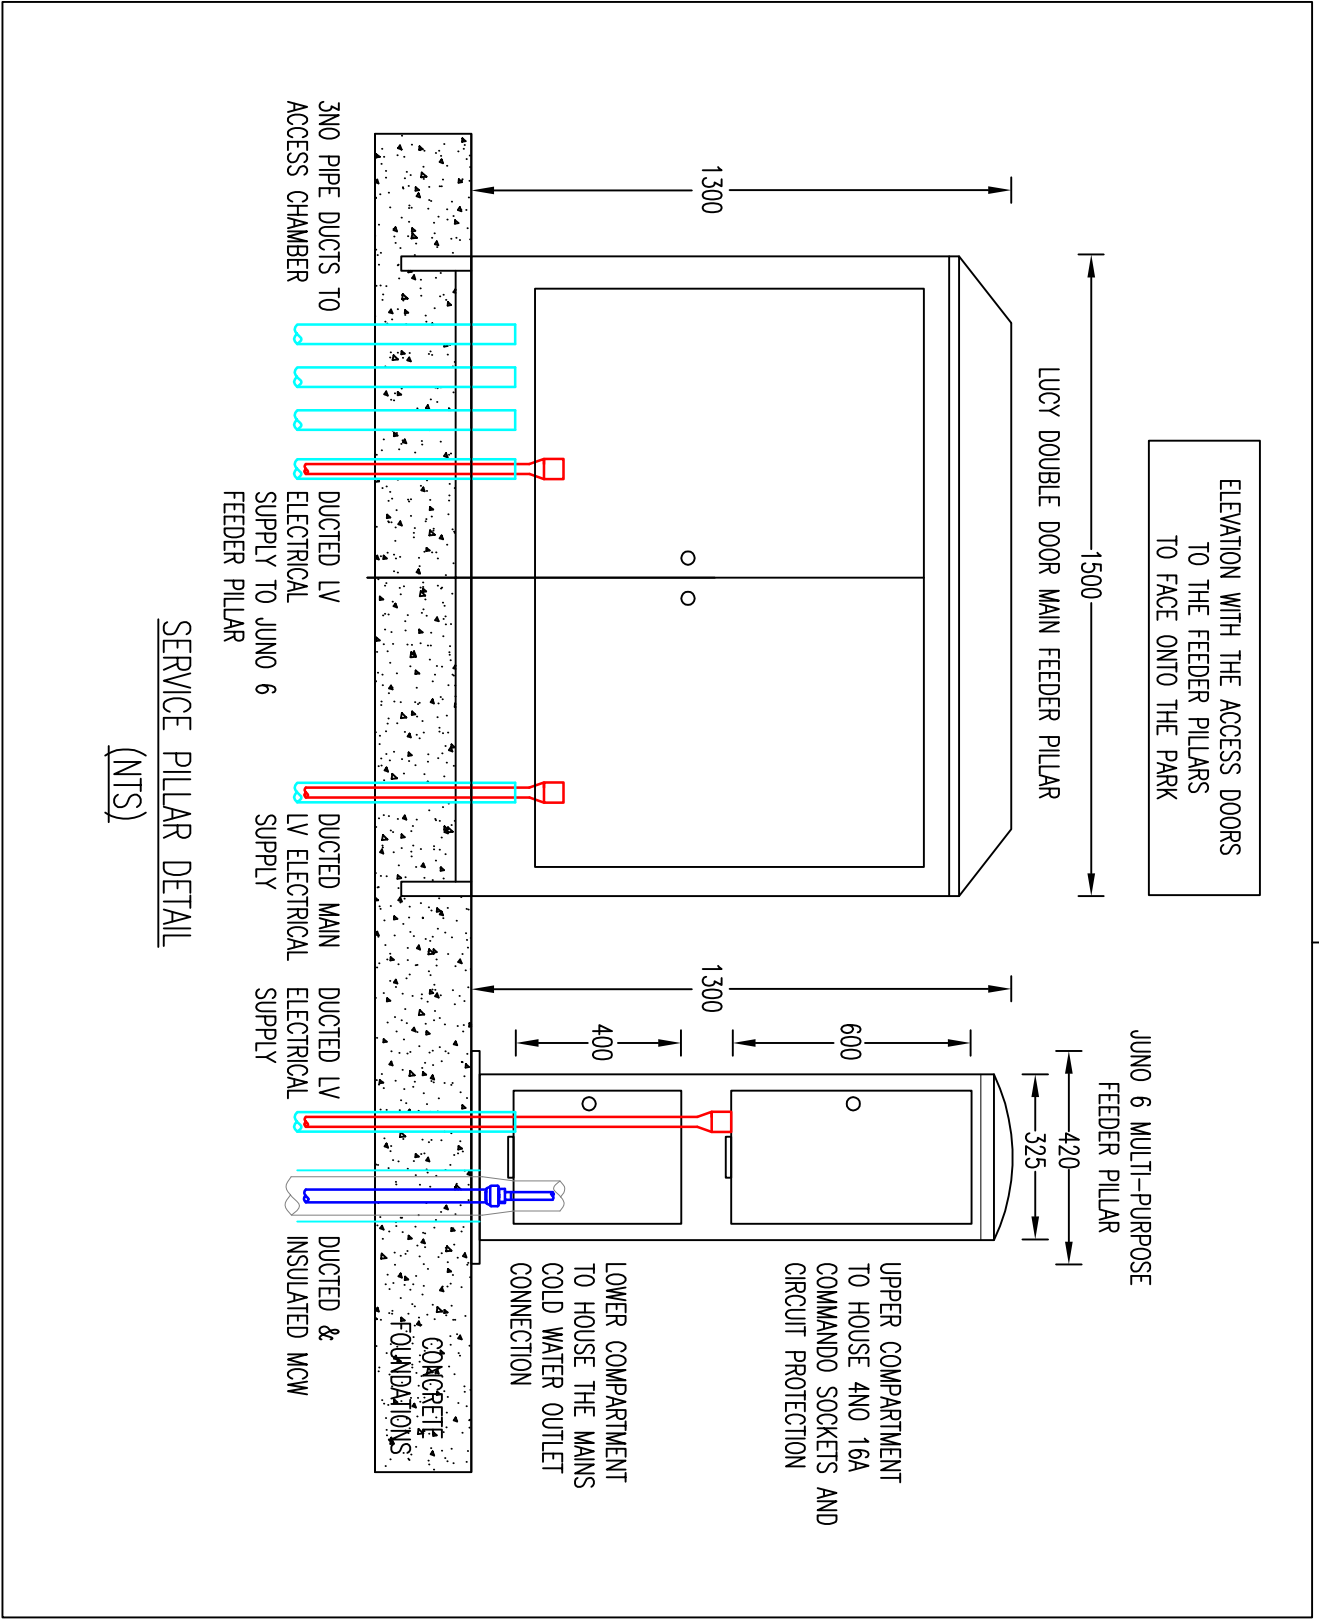 ELEVATION WITH THE ACCESS DOORS
TO THE FEEDER PILLARS
TO FACE ONTO THE PARK
1500
LUCY DOUBLE DOOR MAIN FEEDER PILLAR
1300
JUNO 6 MULTI-PURPOSE
FEEDER PILLAR
420
325
1300
600
400
UPPER COMPARTMENT
TO HOUSE 4NO 16A
COMMANDO SOCKETS AND
CIRCUIT PROTECTION
LOWER COMPARTMENT
TO HOUSE THE MAINS
COLD WATER OUTLET
CONNECTION
CONCRETE
FOUNDATIONS
3NO PIPE DUCTS TO
ACCESS CHAMBER
DUCTED LV
ELECTRICAL
SUPPLY TO JUNO 6
FEEDER PILLAR
DUCTED MAIN
LV ELECTRICAL
SUPPLY
DUCTED LV
ELECTRICAL
SUPPLY
DUCTED &
INSULATED MCW
SERVICE PILLAR DETAIL
(NTS)